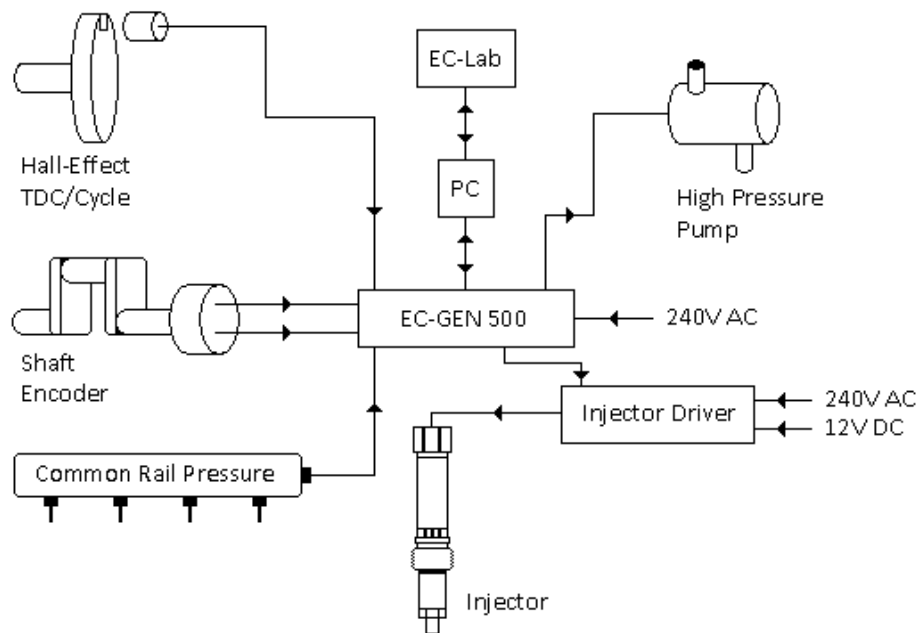 EC-Lab
Hall-Effect
TDC/Cycle
PC
High Pressure
Pump
EC-GEN 500
240V AC
Shaft
Encoder
Injector Driver
240V AC
12V DC
Common Rail Pressure
Injector